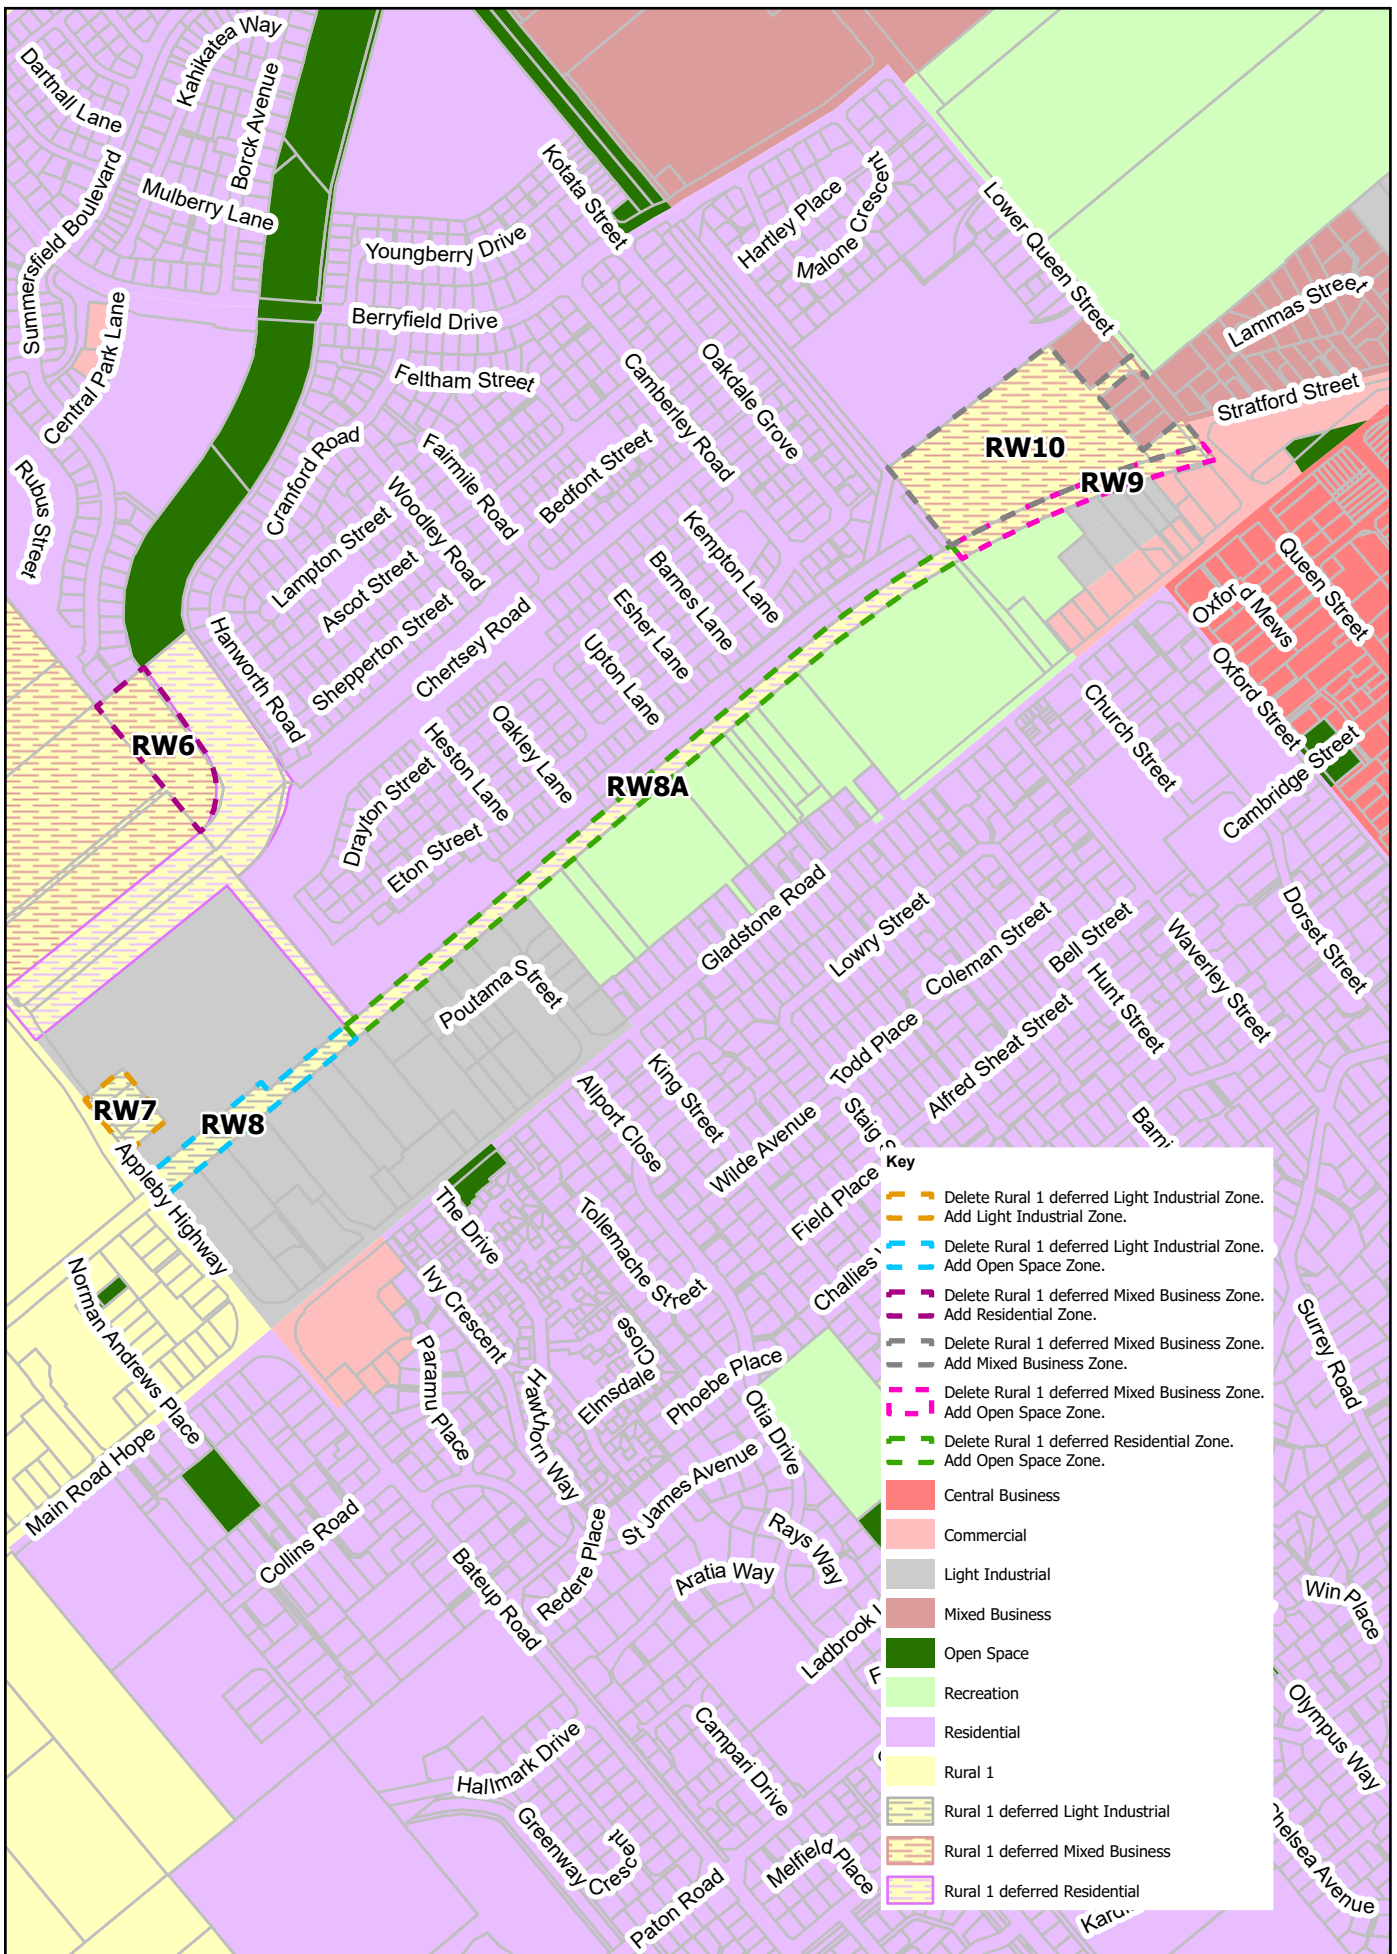 Kahikatea Way
Dartnall Lane
Borck Avenue
Kotata Street
Mulberry Lane
Summersfield Boulevard
Youngberry Drive
Hartley Place
Malone Crescent
Lower Queen Street
Central Park Lane
Berryfield Drive
Lammas Street
Feltham Street
Camberley Road
Oakdale Grove
Stratford Street
RW10
Rubus Street
Cranford Road
Fairmile Road
Bedfont Street
RW9
Woodley Road
Lampton Street
Kempton Lane
Queen Street
Ascot Street
Barnes Lane
Oxford Mews
Shepperton Street
Chertsey Road
Esher Lane
Hanworth Road
Upton Lane
Oxford Street
Church Street
RW6
Oakley Lane
Heston Lane
Cambridge Street
RW8A
Drayton Street
Eton Street
Gladstone Road
Lowry Street
Dorset Street
Coleman Street
Bell Street
Waverley Street
Poutama Street
Hunt Street
Todd Place
Alfred Sheat Street
King Street
Allport Close
RW7
RW8
Wilde Avenue
Staig S
Barni
Appleby Highway
Field Place
The Drive
Tollemache Street
Challies
Norman Andrews Place
Ivy Crescent
Surrey Road
Paramu Place
Elmsdale Close
Phoebe Place
Hawthorn Way
Otia Drive
Main Road Hope
St James Avenue
Collins Road
Redere Place
Rays Way
Bateup Road
Aratia Way
Win Place
Ladbrook
F
Olympus Way
Hallmark Drive
Campari Drive
Greenway Crescent
Melfield Place
Chelsea Avenue
Paton Road
Kard
Key
Delete Rural 1 deferred Light Industrial Zone.
Add Light Industrial Zone.
Delete Rural 1 deferred Light Industrial Zone.
Add Open Space Zone.
Delete Rural 1 deferred Mixed Business Zone.
Add Residential Zone.
Delete Rural 1 deferred Mixed Business Zone.
Add Mixed Business Zone.
Delete Rural 1 deferred Mixed Business Zone.
Add Open Space Zone.
Delete Rural 1 deferred Residential Zone.
Add Open Space Zone.
Central Business
Commercial
Light Industrial
Mixed Business
Open Space
Recreation
Residential
Rural 1
Rural 1 deferred Light Industrial
Rural 1 deferred Mixed Business
Rural 1 deferred Residential